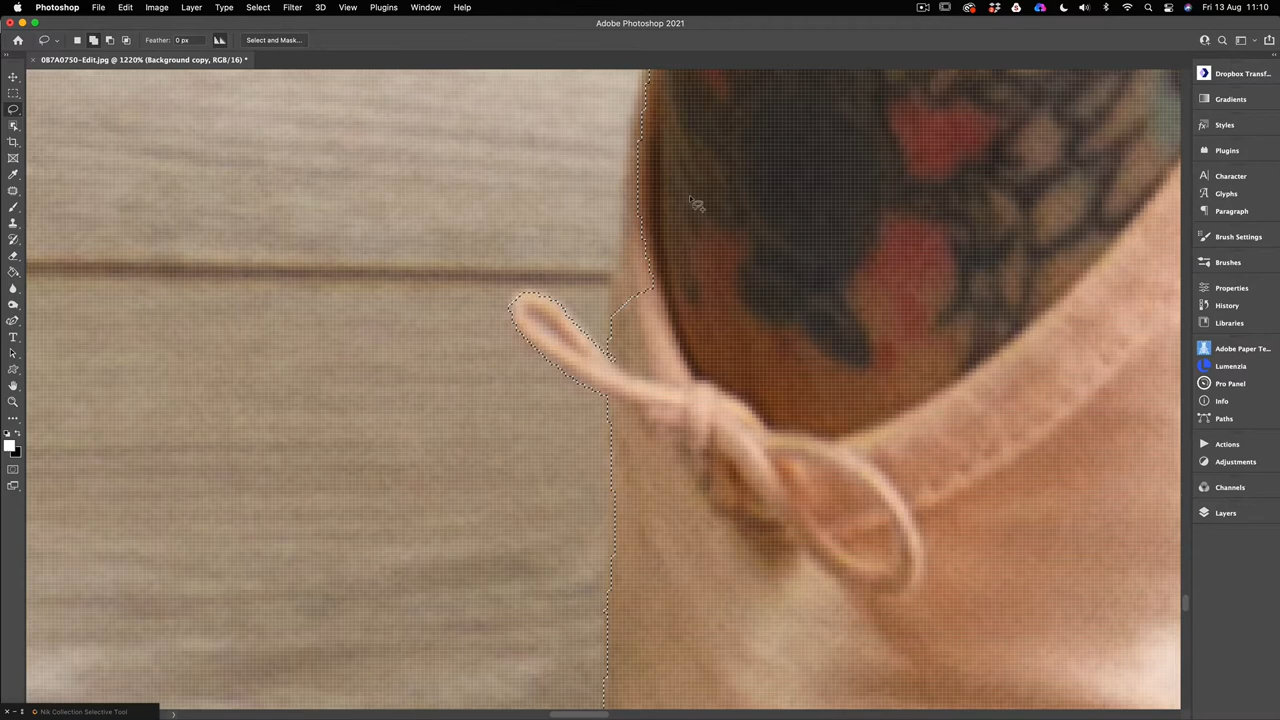 Photoshop File Edit Image Layer Type Select Filter 3D View Plugins Window Help Fri 13 Aug 11:10
Adobe Photoshop 2021
Feather: 0 px Select and Mask...
087A0750-Edit.jpg @ 1220% (Background copy, RGB/16) *
Dropbox Transf...
Gradients
Styles
Plugins
Character
Glyphs
Paragraph
Brush Settings
Brushes
Properties
History
Libraries
Adobe Paper Te...
Lumenzia
Pro Panel
Info
Paths
Actions
Adjustments
Channels
Layers
Nik Collection Selective Tool